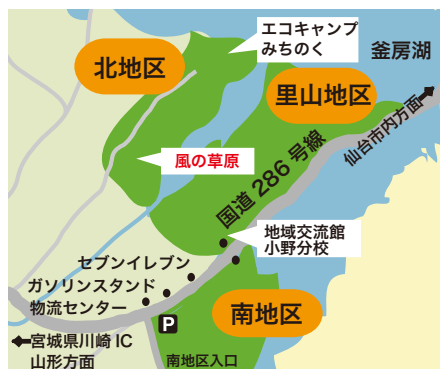 エコキャンプ
みちのく
釜房湖
北地区
里山地区
仙台市内方面
風の草原
国道286号線
地域交流館
小野分校
セブンイレブン
ガソリンスタンド
物流センター
P
南地区
宮城県川崎IC
山形方面
南地区入口